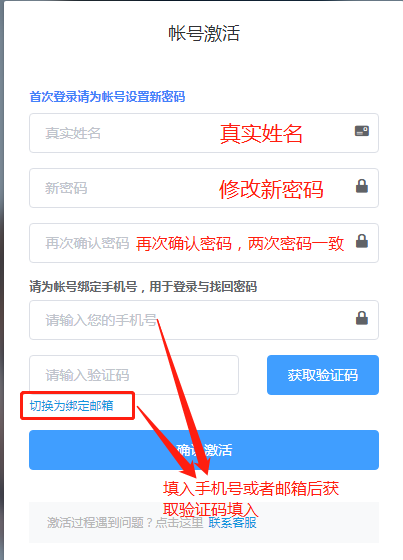 帐号激活
首次登录请为帐号设置新密码
真实姓名 真实姓名
新密码 修改新密码
再次确认密码 再次确认密码，两次密码一致
请为帐号绑定手机号，用于登录与找回密码
请输入您的手机号
请输入验证码 获取验证码
切换为绑定邮箱
确认激活
填入手机号或者邮箱后获
取验证码填入
激活过程遇到问题？点击这里 联系客服